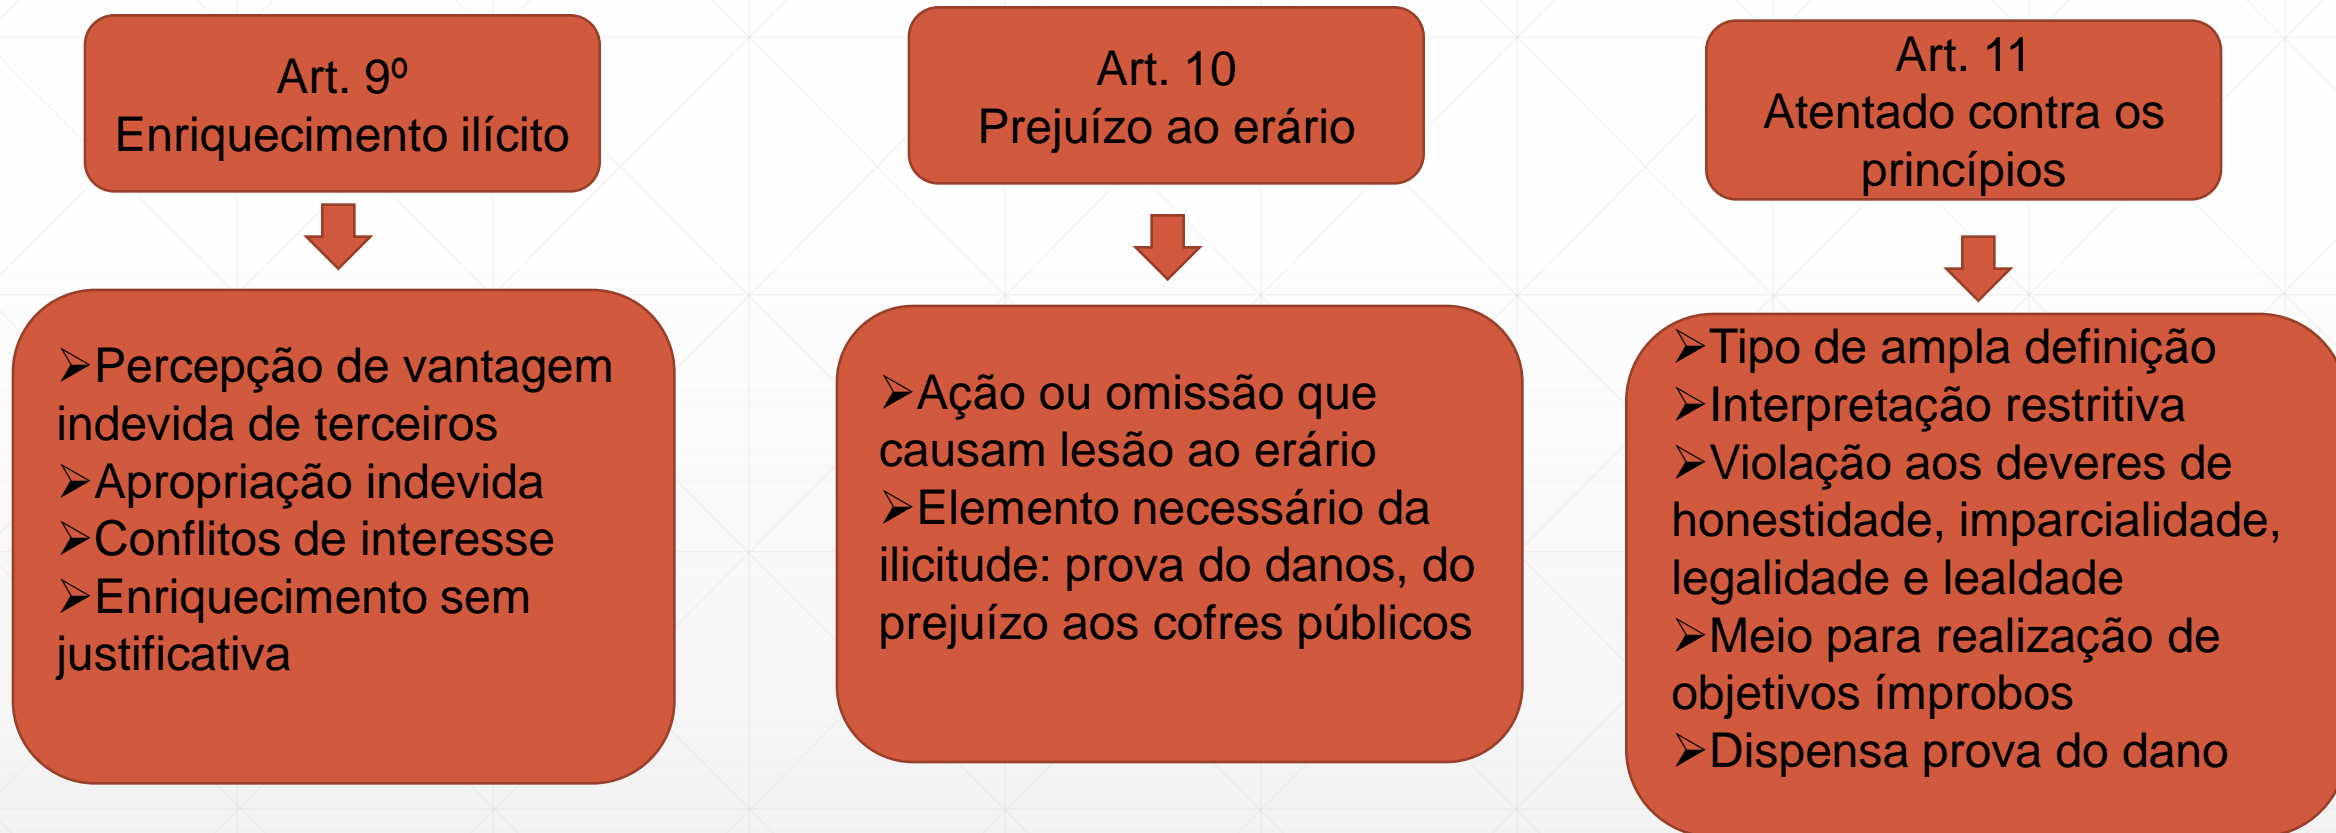 Art. 9º
Enriquecimento ilícito
➢Percepção de vantagem
indevida de terceiros
➢Apropriação indevida
➢Conflitos de interesse
➢Enriquecimento sem
justificativa
Art. 10
Prejuízo ao erário
➢Ação ou omissão que
causam lesão ao erário
➢Elemento necessário da
ilicitude: prova do danos, do
prejuízo aos cofres públicos
Art. 11
Atentado contra os
princípios
➢Tipo de ampla definição
➢Interpretação restritiva
➢Violação aos deveres de
honestidade, imparcialidade,
legalidade e lealdade
➢Meio para realização de
objetivos ímprobos
➢Dispensa prova do dano